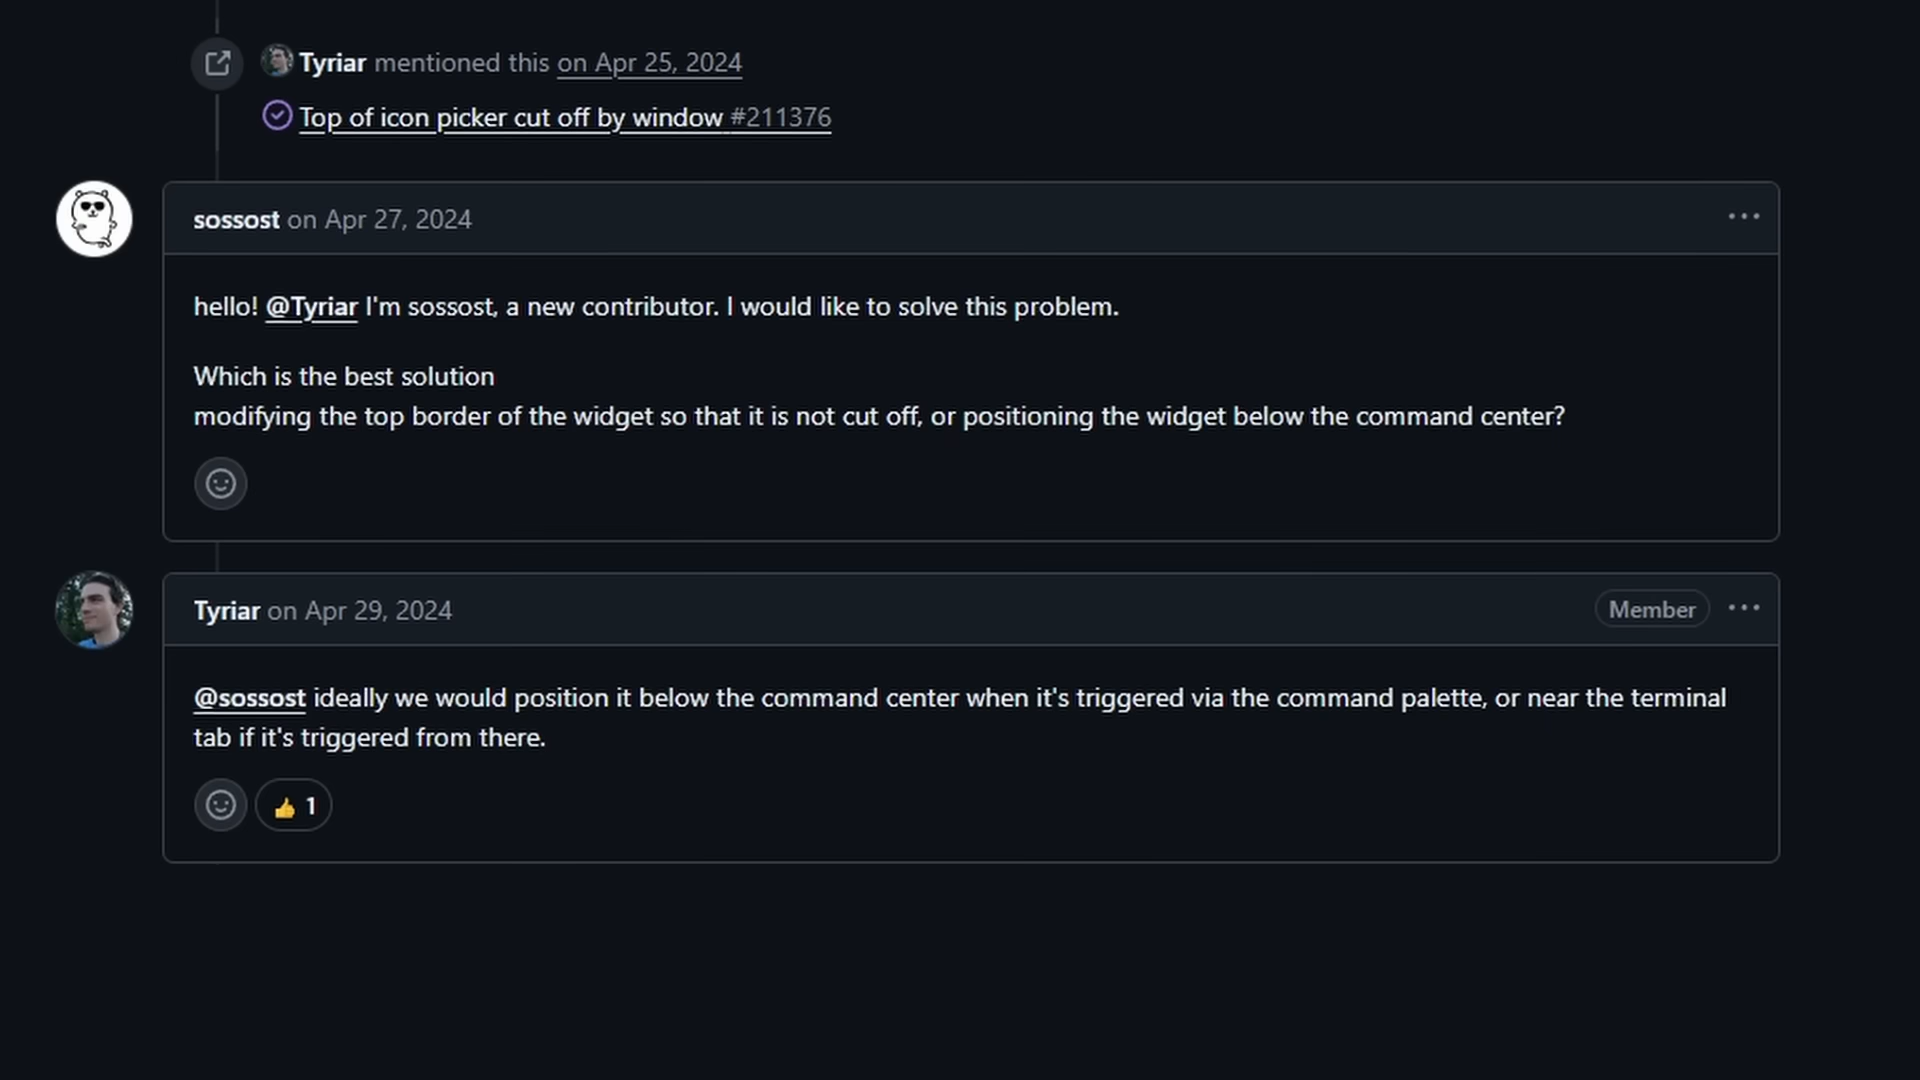 Tyriar mentioned this on Apr 25, 2024
Top of icon picker cut off by window #211376
sossost on Apr 27, 2024
hello! @Tyriar I'm sossost, a new contributor. I would like to solve this problem.
Which is the best solution
modifying the top border of the widget so that it is not cut off, or positioning the widget below the command center?
Tyriar on Apr 29, 2024
Member
@sossost ideally we would position it below the command center when it's triggered via the command palette, or near the terminal
tab if it's triggered from there.
1